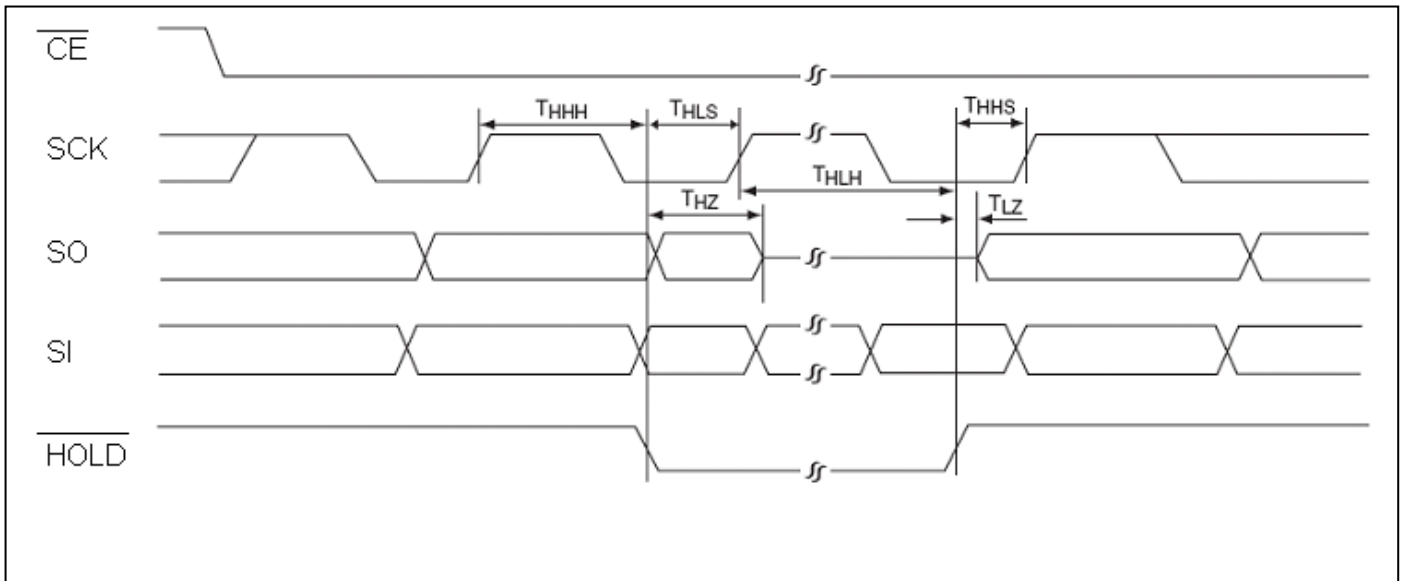 CE
THHH THLS THHS
SCK
THLH
THZ TLZ
SO
SI
HOLD